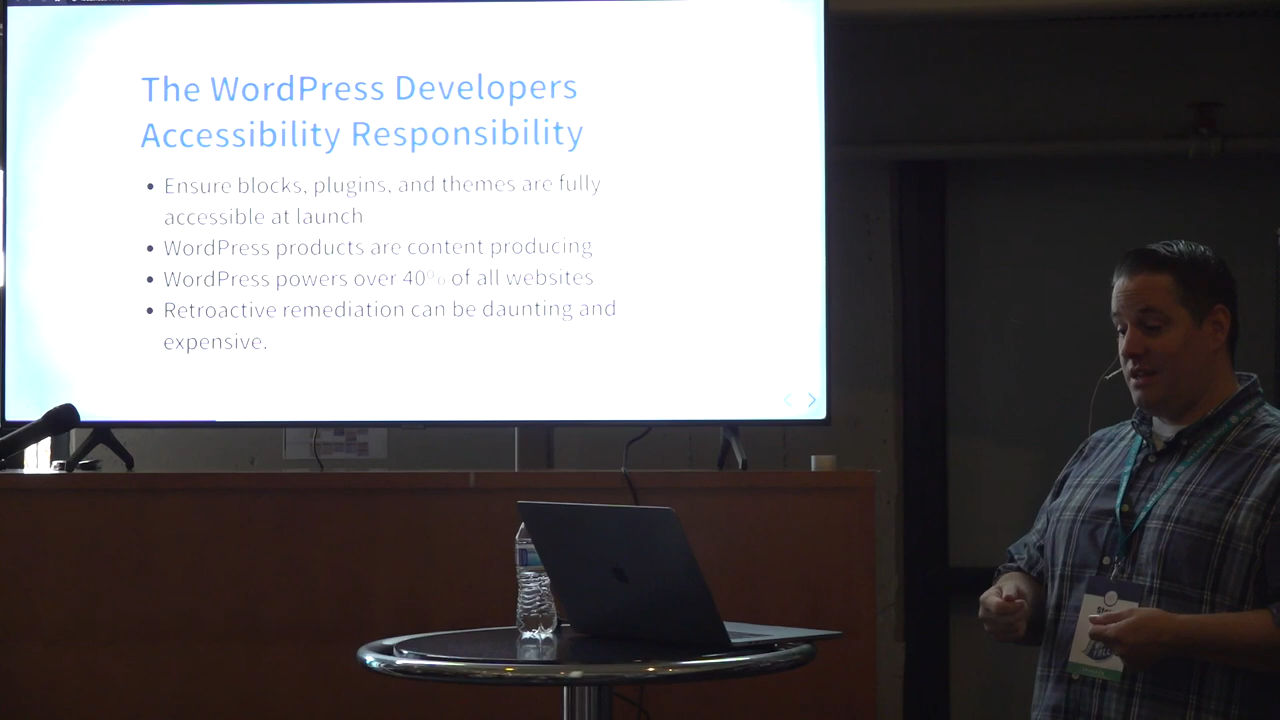 The WordPress Developers
Accessibility Responsibility
• Ensure blocks, plugins, and themes are fully
accessible at launch
• WordPress products are content producing
• WordPress powers over 40% of all websites
• Retroactive remediation can be daunting and
expensive.